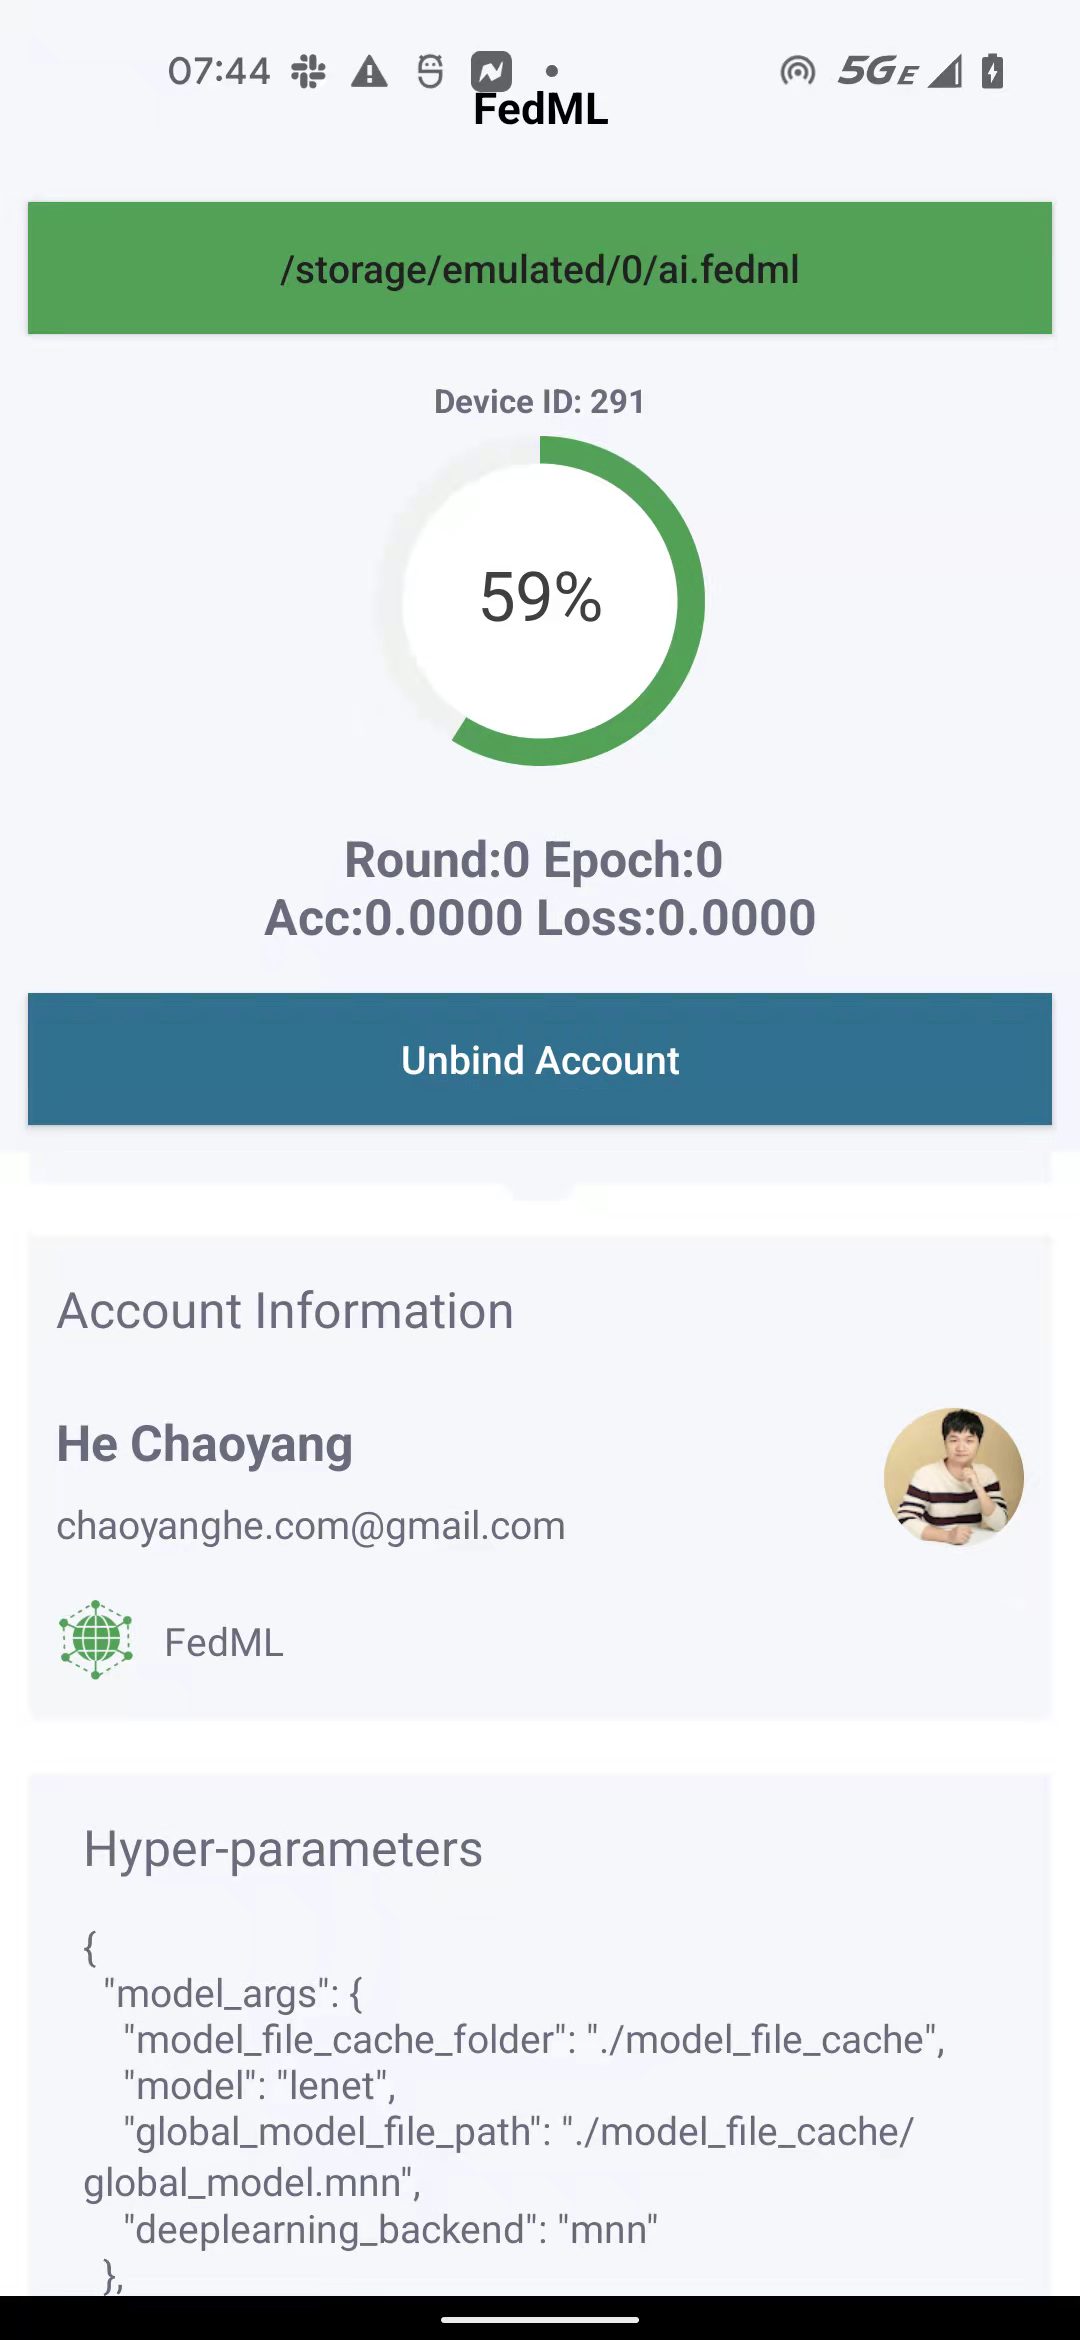 07:44 5GE
FedML
/storage/emulated/0/ai.fedml
Device ID: 291
59%
Round:0 Epoch:0
Acc:0.0000 Loss:0.0000
Unbind Account
Account Information
He Chaoyang
chaoyanghe.com@gmail.com
FedML
Hyper-parameters
{
"model_args": {
"model_file_cache_folder": "./model_file_cache",
"model": "lenet",
"global_model_file_path": "./model_file_cache/
global_model.mnn",
"deeplearning_backend": "mnn"
},